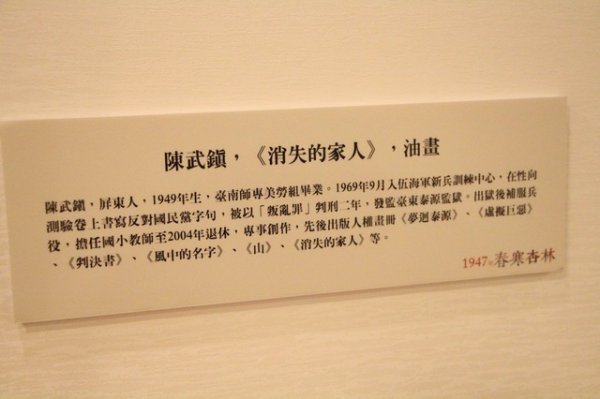 陳武鎭，《消失的家人》，油畫
陳武鎭，屏東人，1949年生，臺南師專美勞組畢業。1969年9月入伍海軍新兵訓練中心，在性向
測驗卷上書寫反對國民黨字句，被以「叛亂罪」判刑二年，發監臺東泰源監獄。出獄後補服兵
役，擔任國小教師至2004年退休，專事創作，先後出版人權畫冊《夢迴泰源》、《虛擬巨惡》
、《判決書》、《風中的名字》、《山》、《消失的家人》等。
1947 春寒杏林